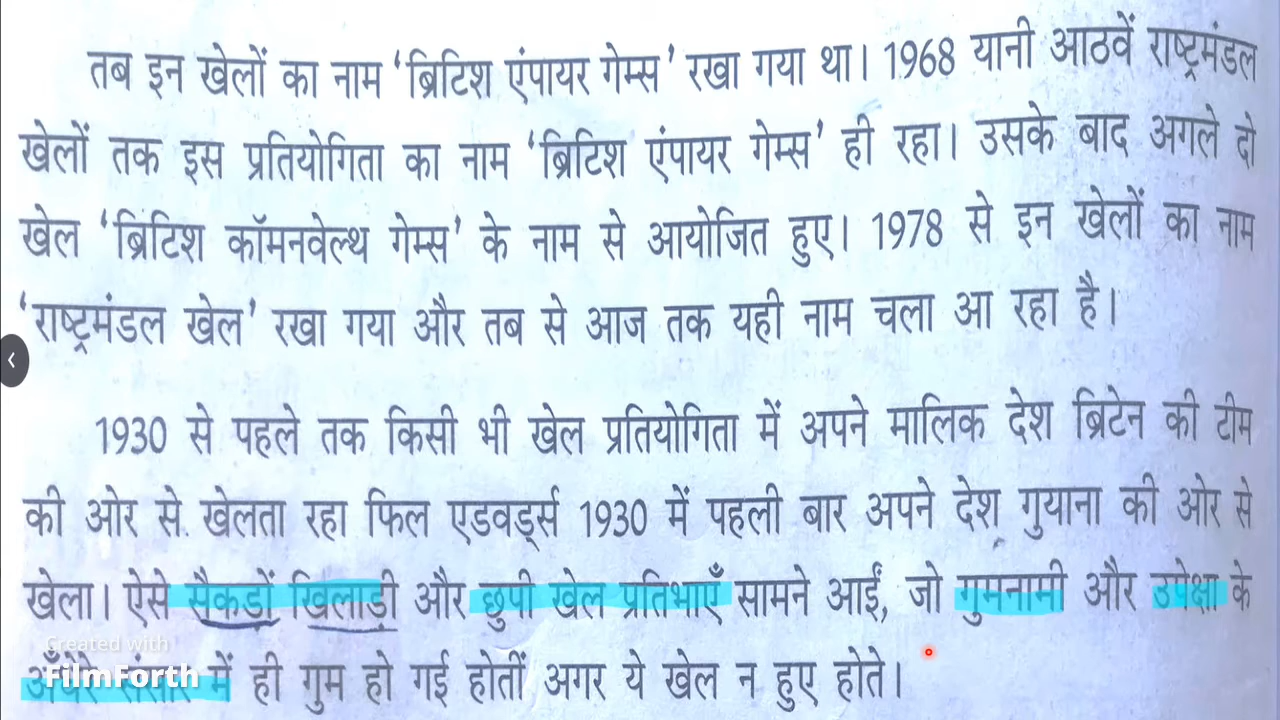 तब इन खेलों का नाम ‘ब्रिटिश एंपायर गेम्स’ रखा गया था। 1968 यानी आठवें राष्ट्रमंडल
खेलों तक इस प्रतियोगिता का नाम ‘ब्रिटिश एंपायर गेम्स’ ही रहा। उसके बाद अगले दो
खेल ‘ब्रिटिश कॉमनवेल्थ गेम्स’ के नाम से आयोजित हुए। 1978 से इन खेलों का नाम
‘राष्ट्रमंडल खेल’ रखा गया और तब से आज तक यही नाम चला आ रहा है।
1930 से पहले तक किसी भी खेल प्रतियोगिता में अपने मालिक देश ब्रिटेन की टीम
की ओर से खेलता रहा फिल एडवर्ड्स 1930 में पहली बार अपने देश गुयाना की ओर से
खेला। ऐसे सैकडों खिलाड़ी और छुपी खेल प्रतिभाएँ सामने आईं, जो गुमनामी और उपेक्षा के
अँधेरे संसार में ही गुम हो गई होतीं अगर ये खेल न हुए होते।
Created with
FilmForth